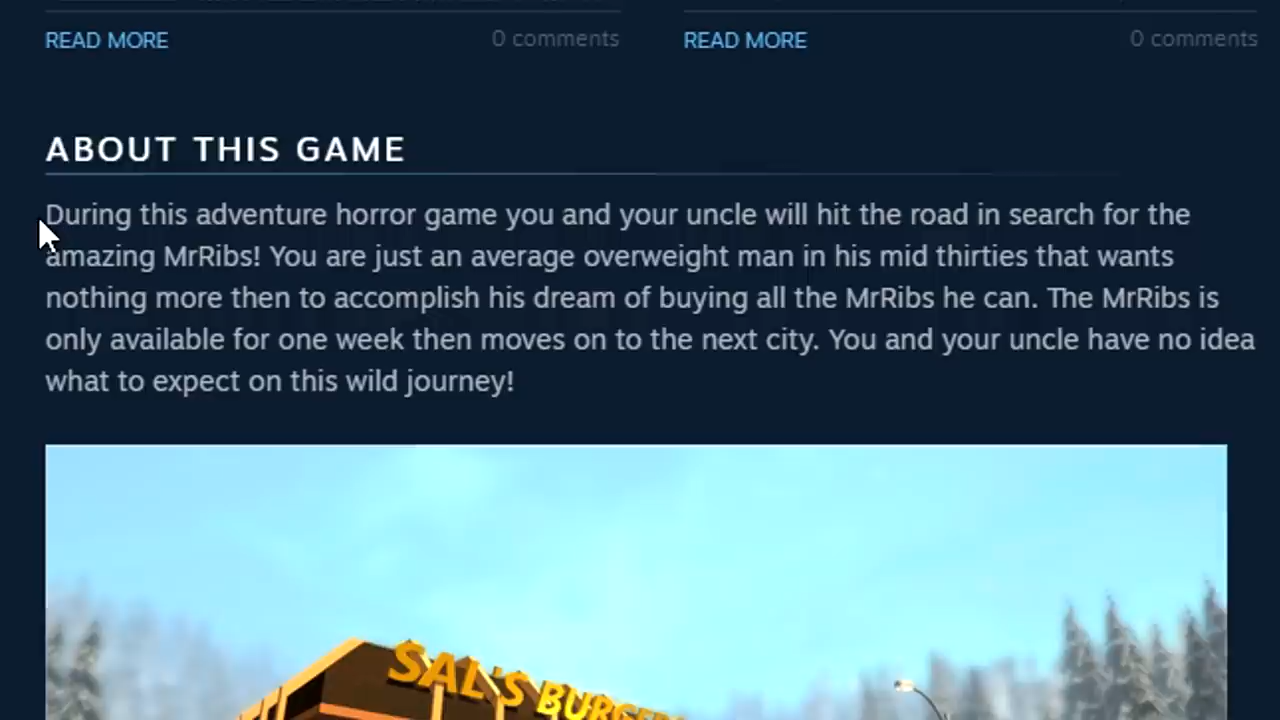 READ MORE 0 comments READ MORE 0 comments
ABOUT THIS GAME
During this adventure horror game you and your uncle will hit the road in search for the
amazing MrRibs! You are just an average overweight man in his mid thirties that wants
nothing more then to accomplish his dream of buying all the MrRibs he can. The MrRibs is
only available for one week then moves on to the next city. You and your uncle have no idea
what to expect on this wild journey!
SAL'S BURGERS